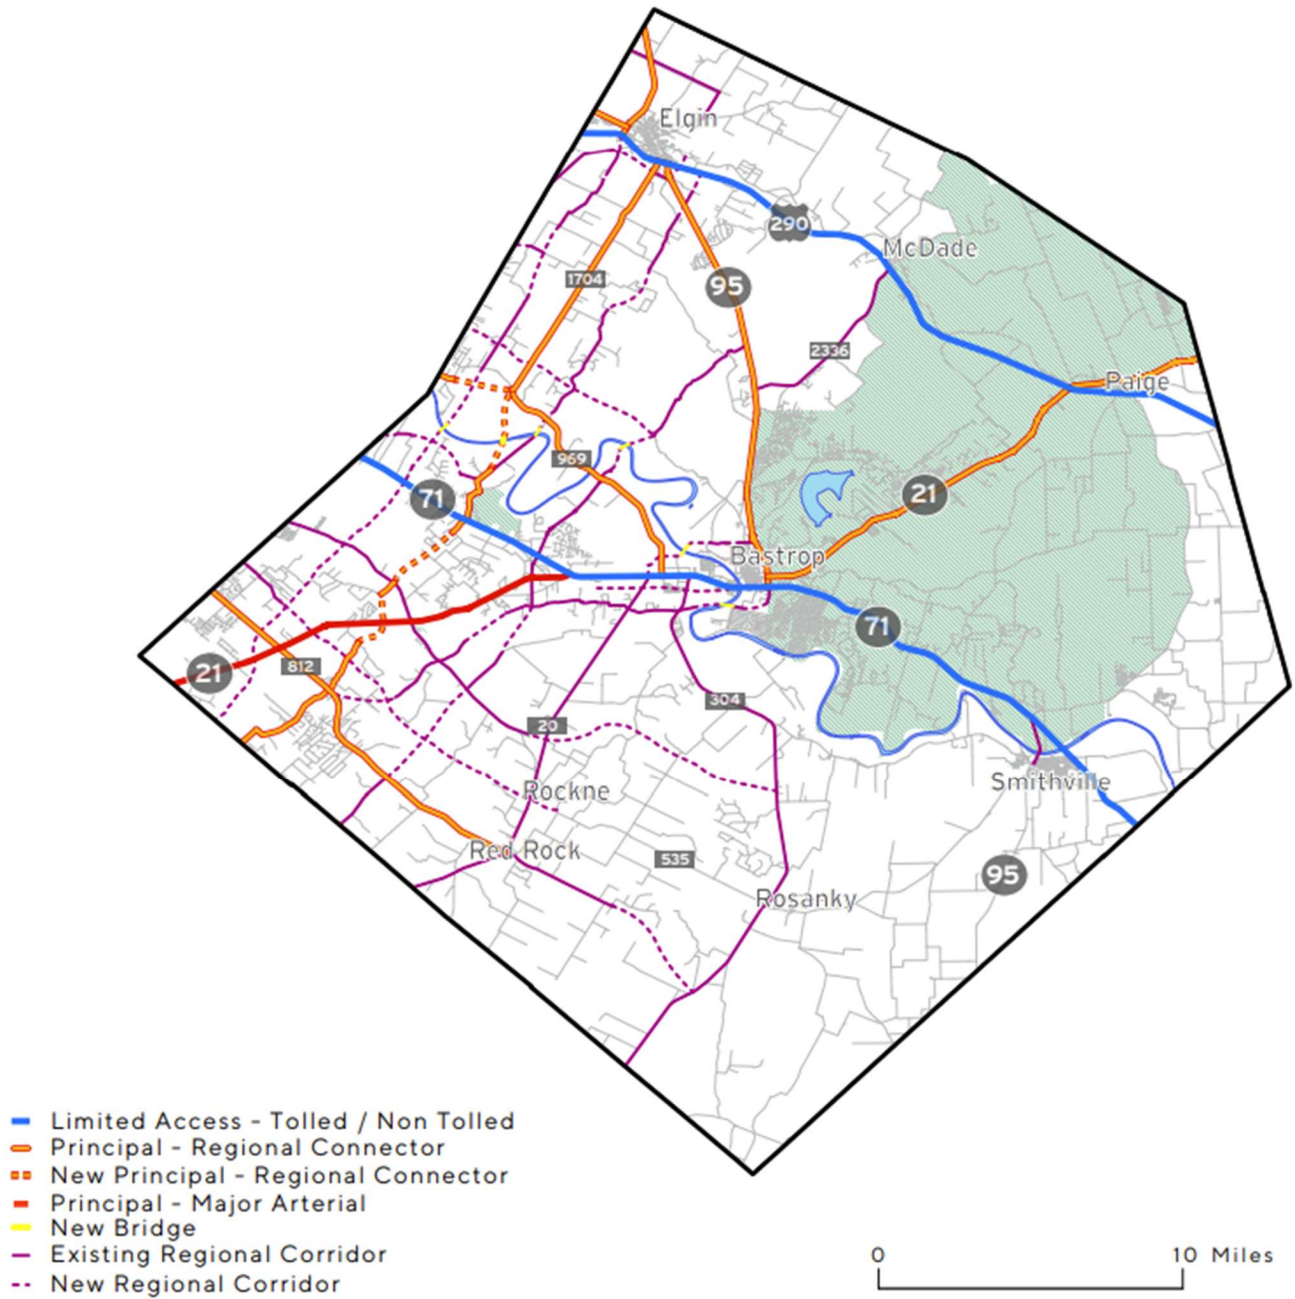 Elgin
290
McDade
1704
95
2336
Paige
969
71
21
Bastrop
71
812
21
304
20
Smithville
Rockne
Red Rock
535
95
Rosanky
Limited Access - Tolled / Non Tolled
Principal - Regional Connector
New Principal - Regional Connector
Principal - Major Arterial
New Bridge
Existing Regional Corridor
New Regional Corridor
0 10 Miles